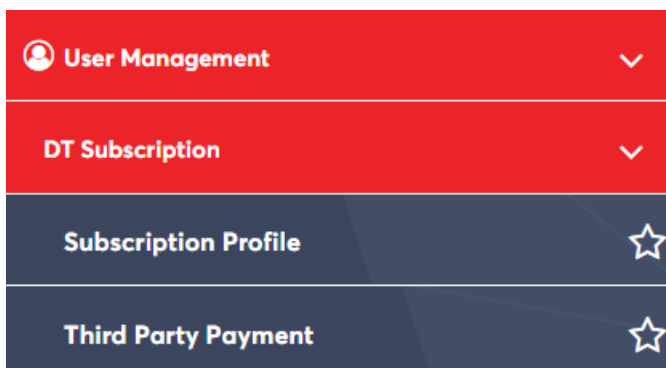 User Management
DT Subscription
Subscription Profile
Third Party Payment